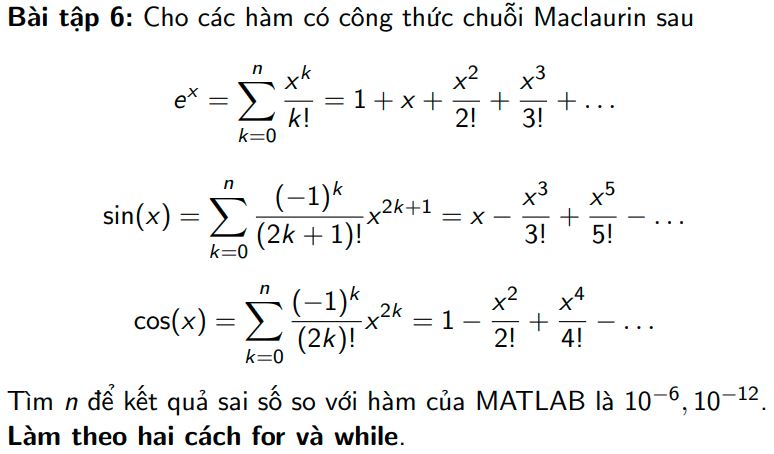 Bài tập 6: Cho các hàm có công thức chuỗi Maclaurin sau
e^x = \sum_{k=0}^{n} \frac{x^k}{k!} = 1 + x + \frac{x^2}{2!} + \frac{x^3}{3!} + \ldots
sin(x) = \sum_{k=0}^{n} \frac{(-1)^k}{(2k+1)!} x^{2k+1} = x - \frac{x^3}{3!} + \frac{x^5}{5!} - \ldots
cos(x) = \sum_{k=0}^{n} \frac{(-1)^k}{(2k)!} x^{2k} = 1 - \frac{x^2}{2!} + \frac{x^4}{4!} - \ldots
Tìm n để kết quả sai số so với hàm của MATLAB là 10^{-6}, 10^{-12}.
Làm theo hai cách for và while.